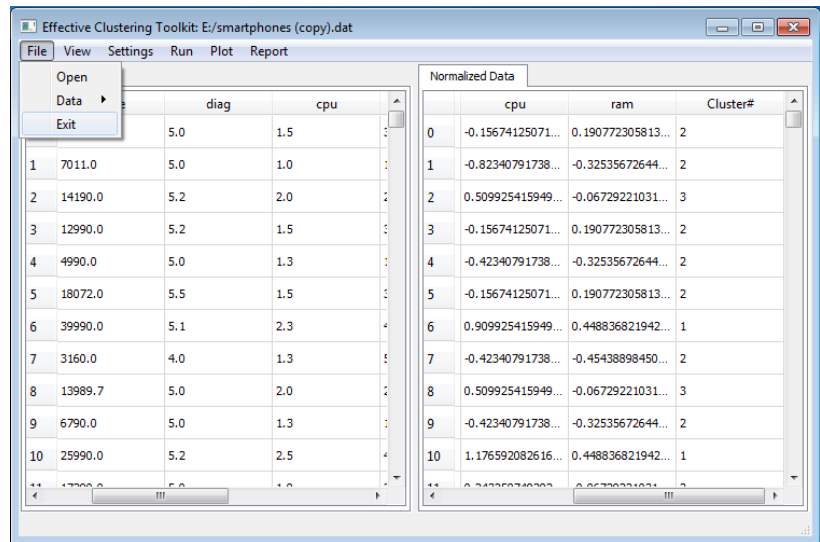 Effective Clustering Toolkit: E:/smartphones (copy).dat
File View Settings Run Plot Report
Open
Data
Exit
Normalized Data
diag cpu
cpu ram Cluster#
5.0 1.5
0 -0.15674125071... 0.190772305813... 2
1 7011.0 5.0 1.0
1 -0.82340791738... -0.32535672644... 2
2 14190.0 5.2 2.0
2 0.509925415949... -0.06729221031... 3
3 12990.0 5.2 1.5
3 -0.15674125071... 0.190772305813... 2
4 4990.0 5.0 1.3
4 -0.42340791738... -0.32535672644... 2
5 18072.0 5.5 1.5
5 -0.15674125071... 0.190772305813... 2
6 39990.0 5.1 2.3
6 0.909925415949... 0.448836821942... 1
7 3160.0 4.0 1.3
7 -0.42340791738... -0.45438898450... 2
8 13989.7 5.0 2.0
8 0.509925415949... -0.06729221031... 3
9 6790.0 5.0 1.3
9 -0.42340791738... -0.32535672644... 2
10 25990.0 5.2 2.5
10 1.176592082616... 0.448836821942... 1